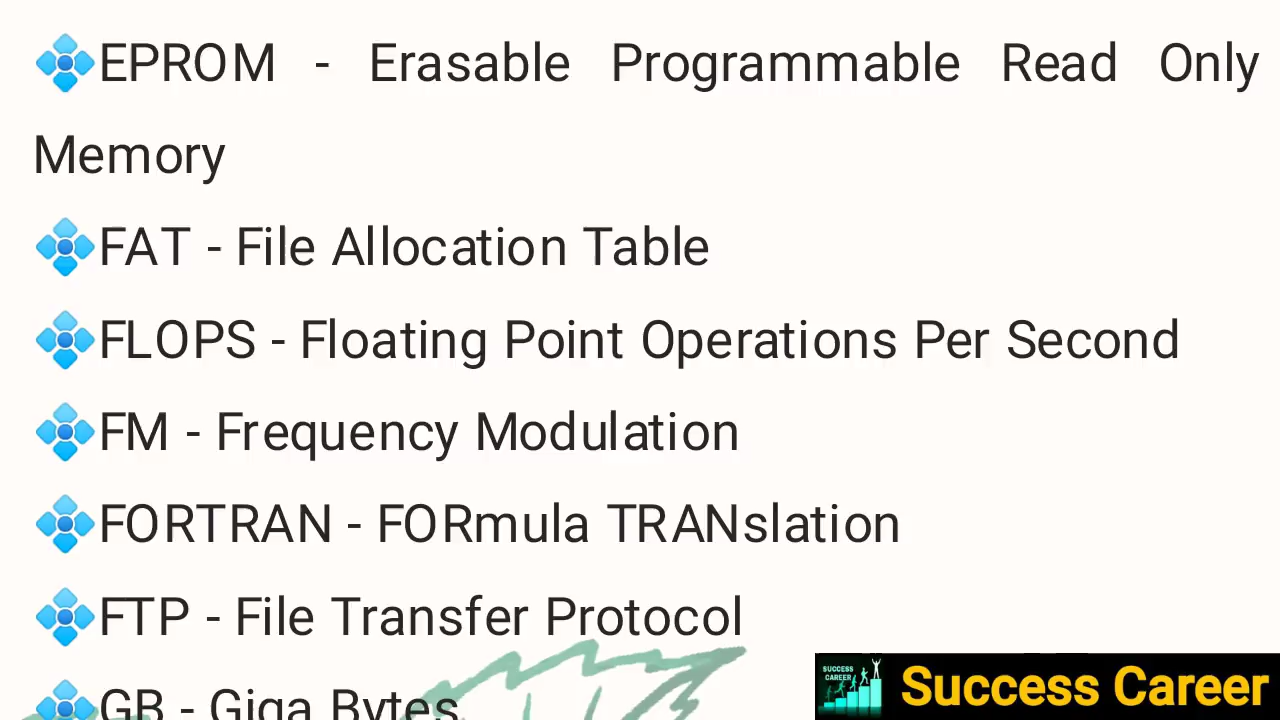 EPROM - Erasable Programmable Read Only
Memory
FAT - File Allocation Table
FLOPS - Floating Point Operations Per Second
FM - Frequency Modulation
FORTRAN - FORmula TRANslation
FTP - File Transfer Protocol
GB - Giga Bytes
SUCCESS
CAREER
Success Career